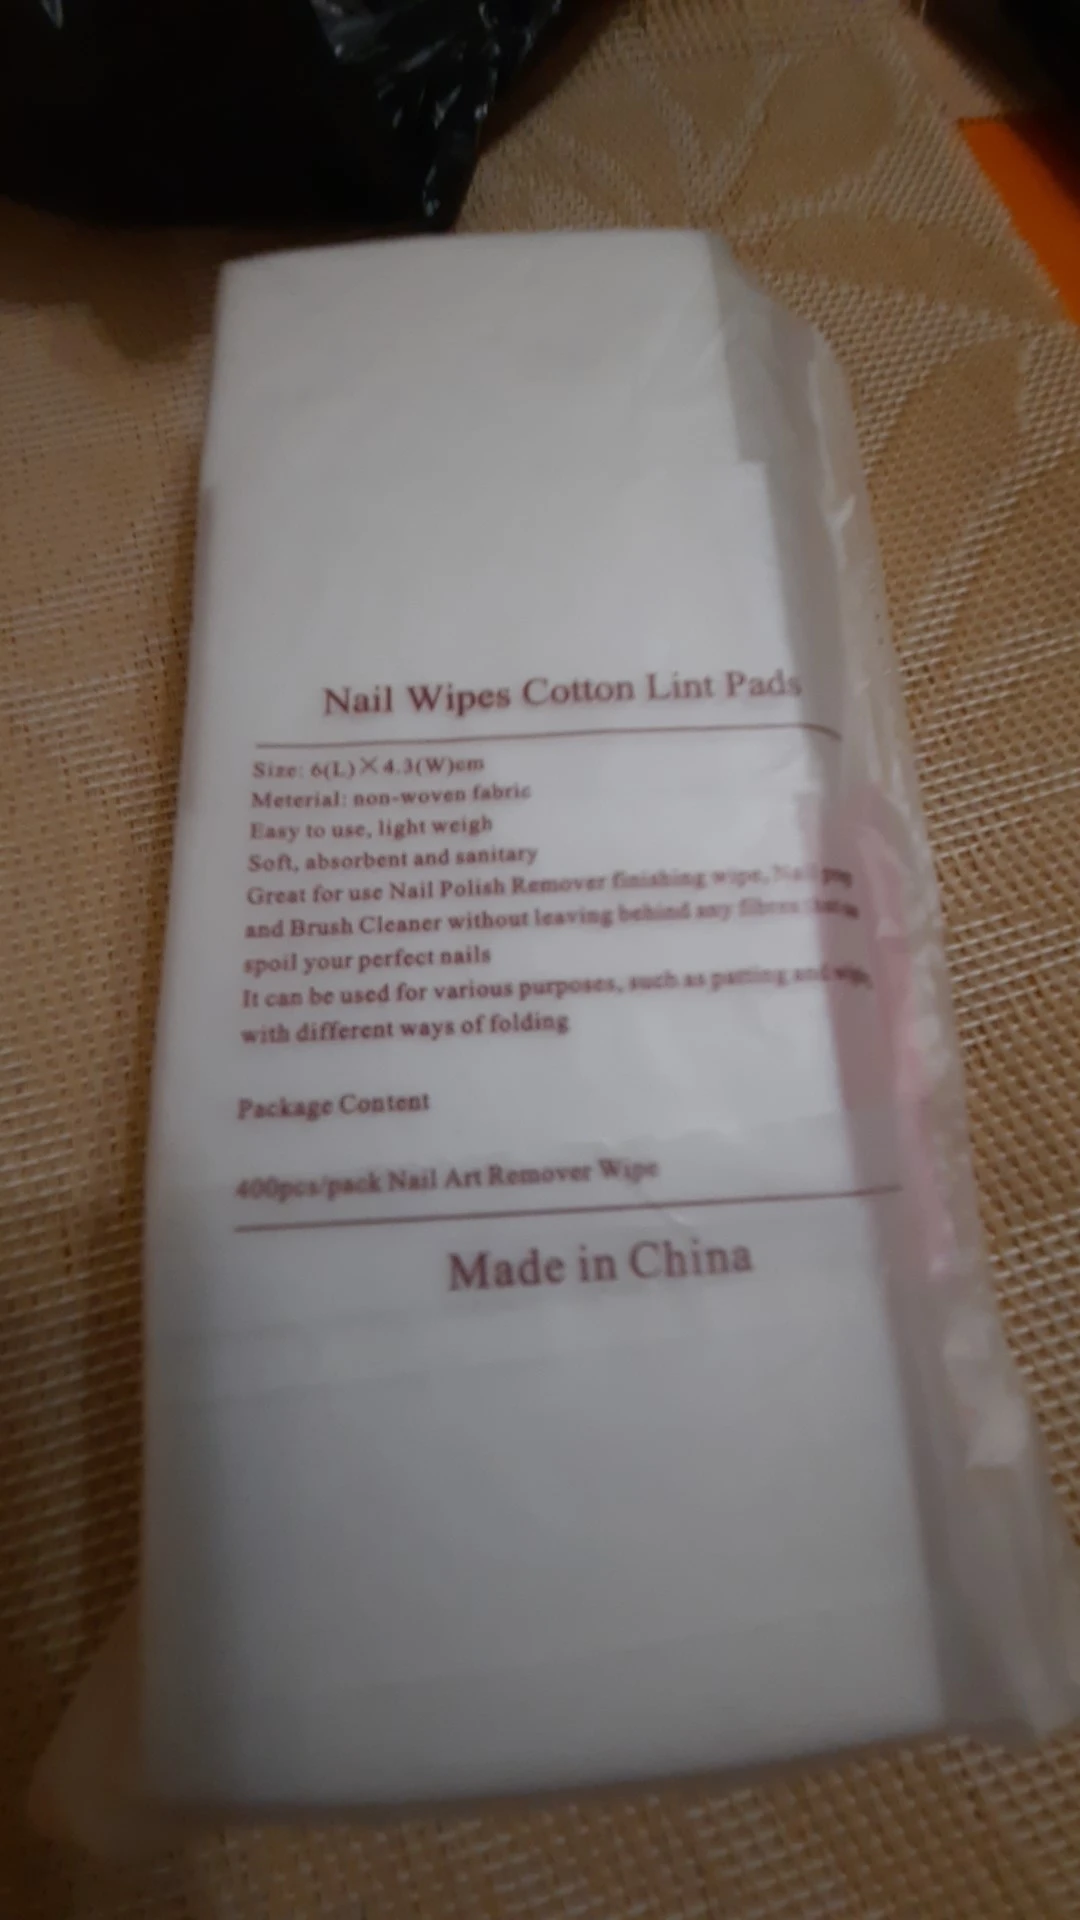 Nail Wipes Cotton Lint Pads
Size: 6(L)×4.3(W)cm
Meterial: non-woven fabric
Easy to use, light weigh
Soft, absorbent and sanitary
Great for use Nail Polish Remover finishing wipe, Nail
and Brush Cleaner without leaving behind any fibres
spoil your perfect nails
It can be used for various purposes, such as patting and
with different ways of folding
Package Content
400pcs/pack Nail Art Remover Wipe
Made in China